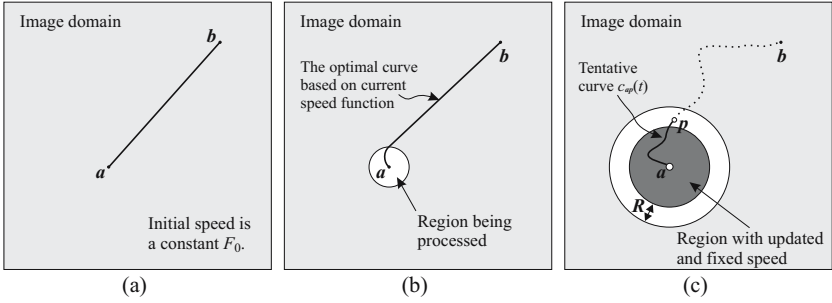 Image domain
b
a
Initial speed is
a constant F₀.
(a)
Image domain
b
The optimal curve
based on current
speed function
a
Region being
processed
(b)
Image domain
b
Tentative
curve cₐₚ(t)
p
a
R
Region with updated
and fixed speed
(c)